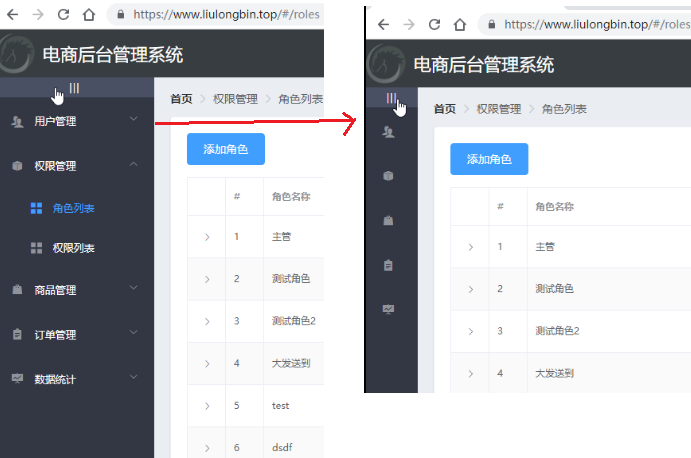 https://www.liulongbin.top/#/roles
电商后台管理系统
|||
首页 > 权限管理 > 角色列表
用户管理
权限管理
角色列表
权限列表
商品管理
订单管理
数据统计
添加角色
# 角色名称
1 主管
2 测试角色
3 测试角色2
4 大发送到
5 test
6 dsdf
https://www.liulongbin.top/#/roles
电商后台管理系统
|||
首页 > 权限管理 > 角色列表
添加角色
# 角色名称
1 主管
2 测试角色
3 测试角色2
4 大发送到